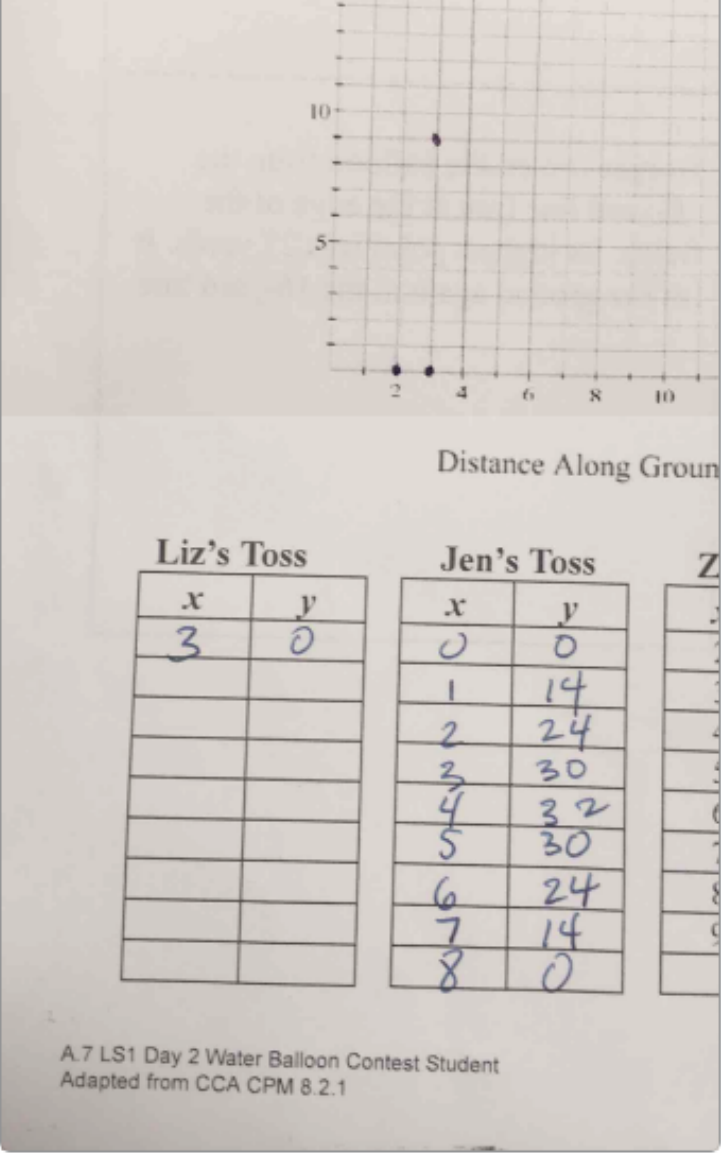 10
5
2 4 6 8 10
Distance Along Groun
Liz's Toss Jen's Toss Z
x y x y
3 0 0 0
1 14
2 24
3 30
4 32
5 30
6 24
7 14
8 0
A.7 LS1 Day 2 Water Balloon Contest Student
Adapted from CCA CPM 8.2.1